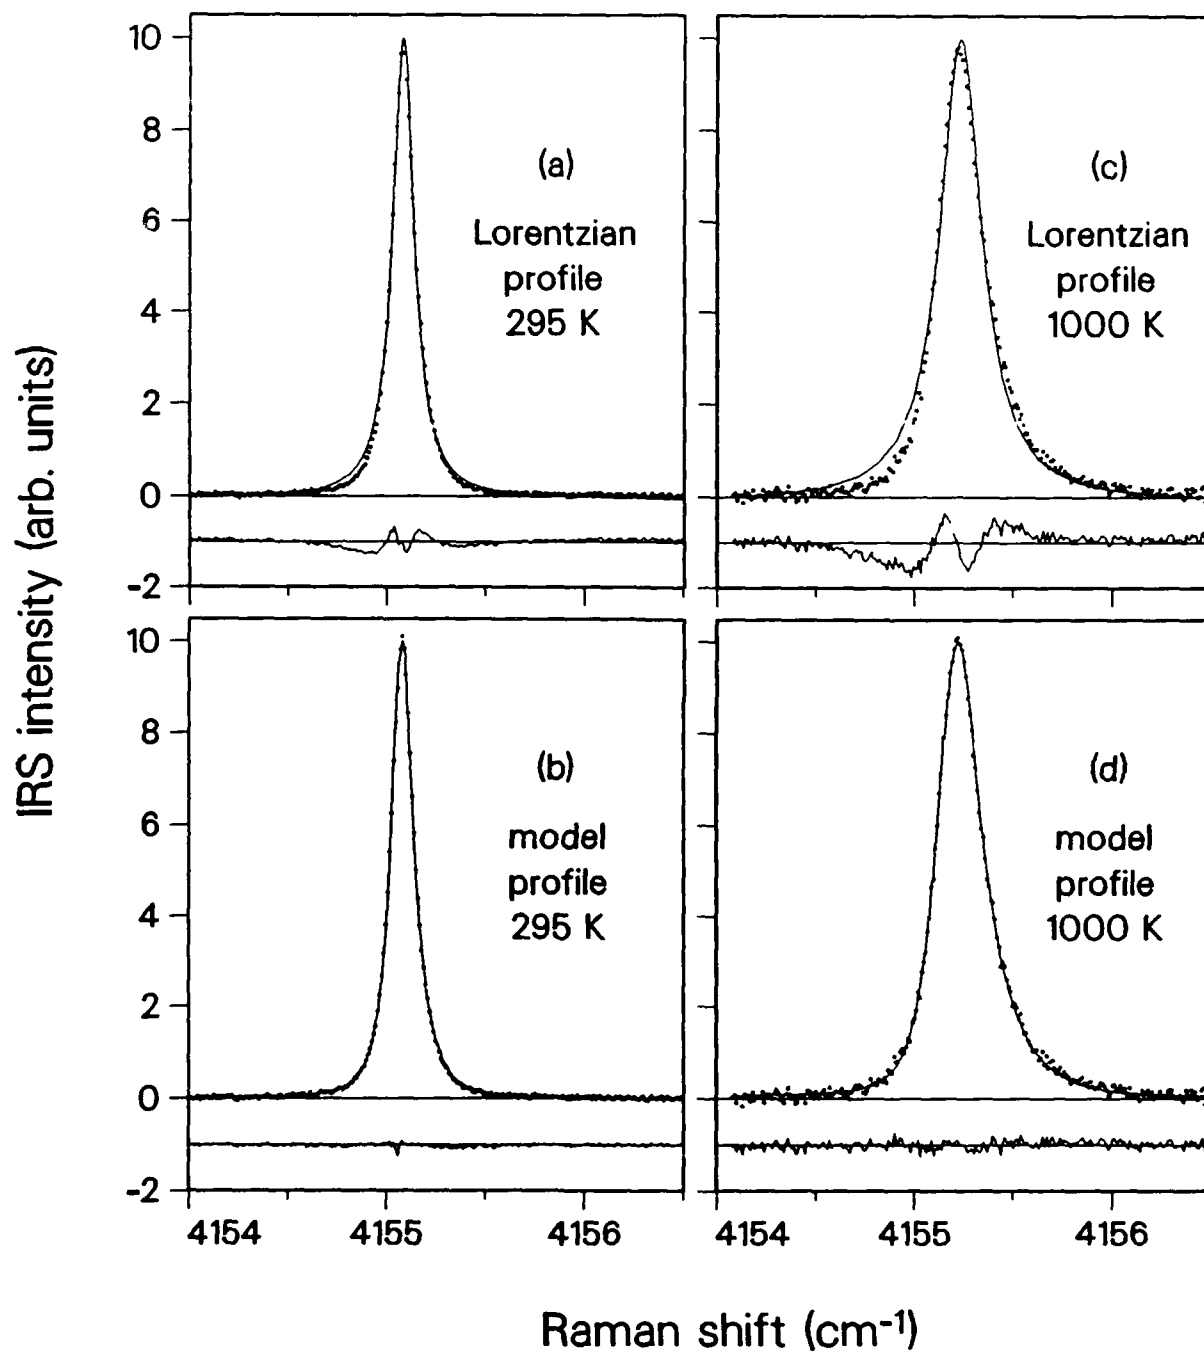 IRS intensity (arb. units)
10
8
6
4
2
0
-2
(a)
Lorentzian
profile
295 K
(c)
Lorentzian
profile
1000 K
10
8
6
4
2
0
-2
(b)
model
profile
295 K
(d)
model
profile
1000 K
4154 4155 4156 4154 4155 4156
Raman shift (cm⁻¹)